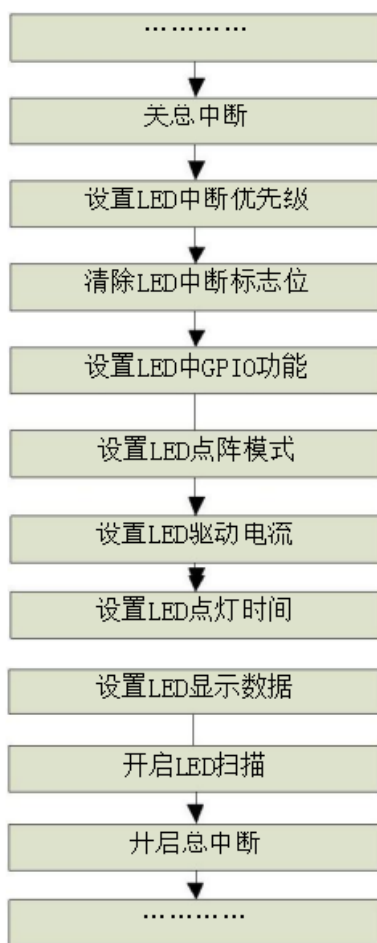 …………
关总中断
设置LED中断优先级
清除LED中断标志位
设置LED中GPIO功能
设置LED点阵模式
设置LED驱动电流
设置LED点灯时间
设置LED显示数据
开启LED扫描
开启总中断
…………